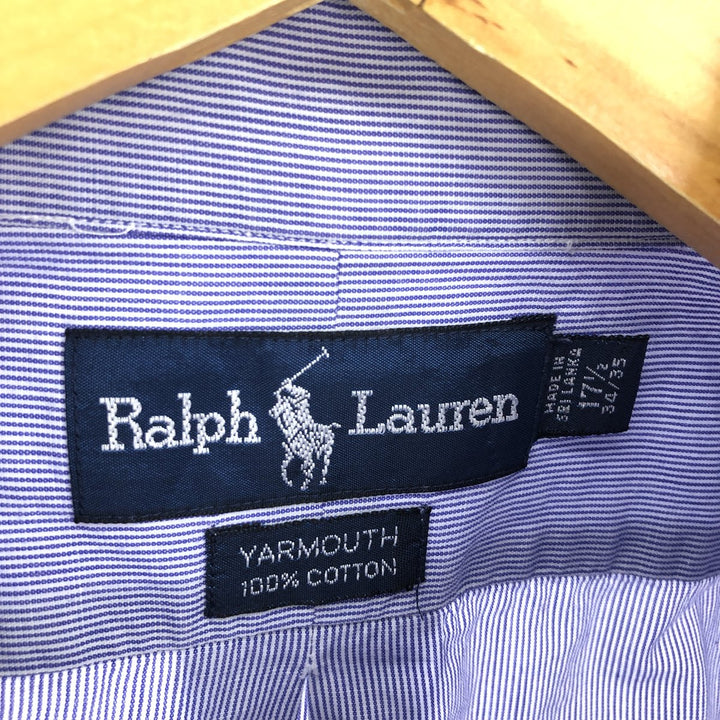 Ralph Lauren
MADE IN
SRI LANKA
17½
34/35
YARMOUTH
100% COTTON